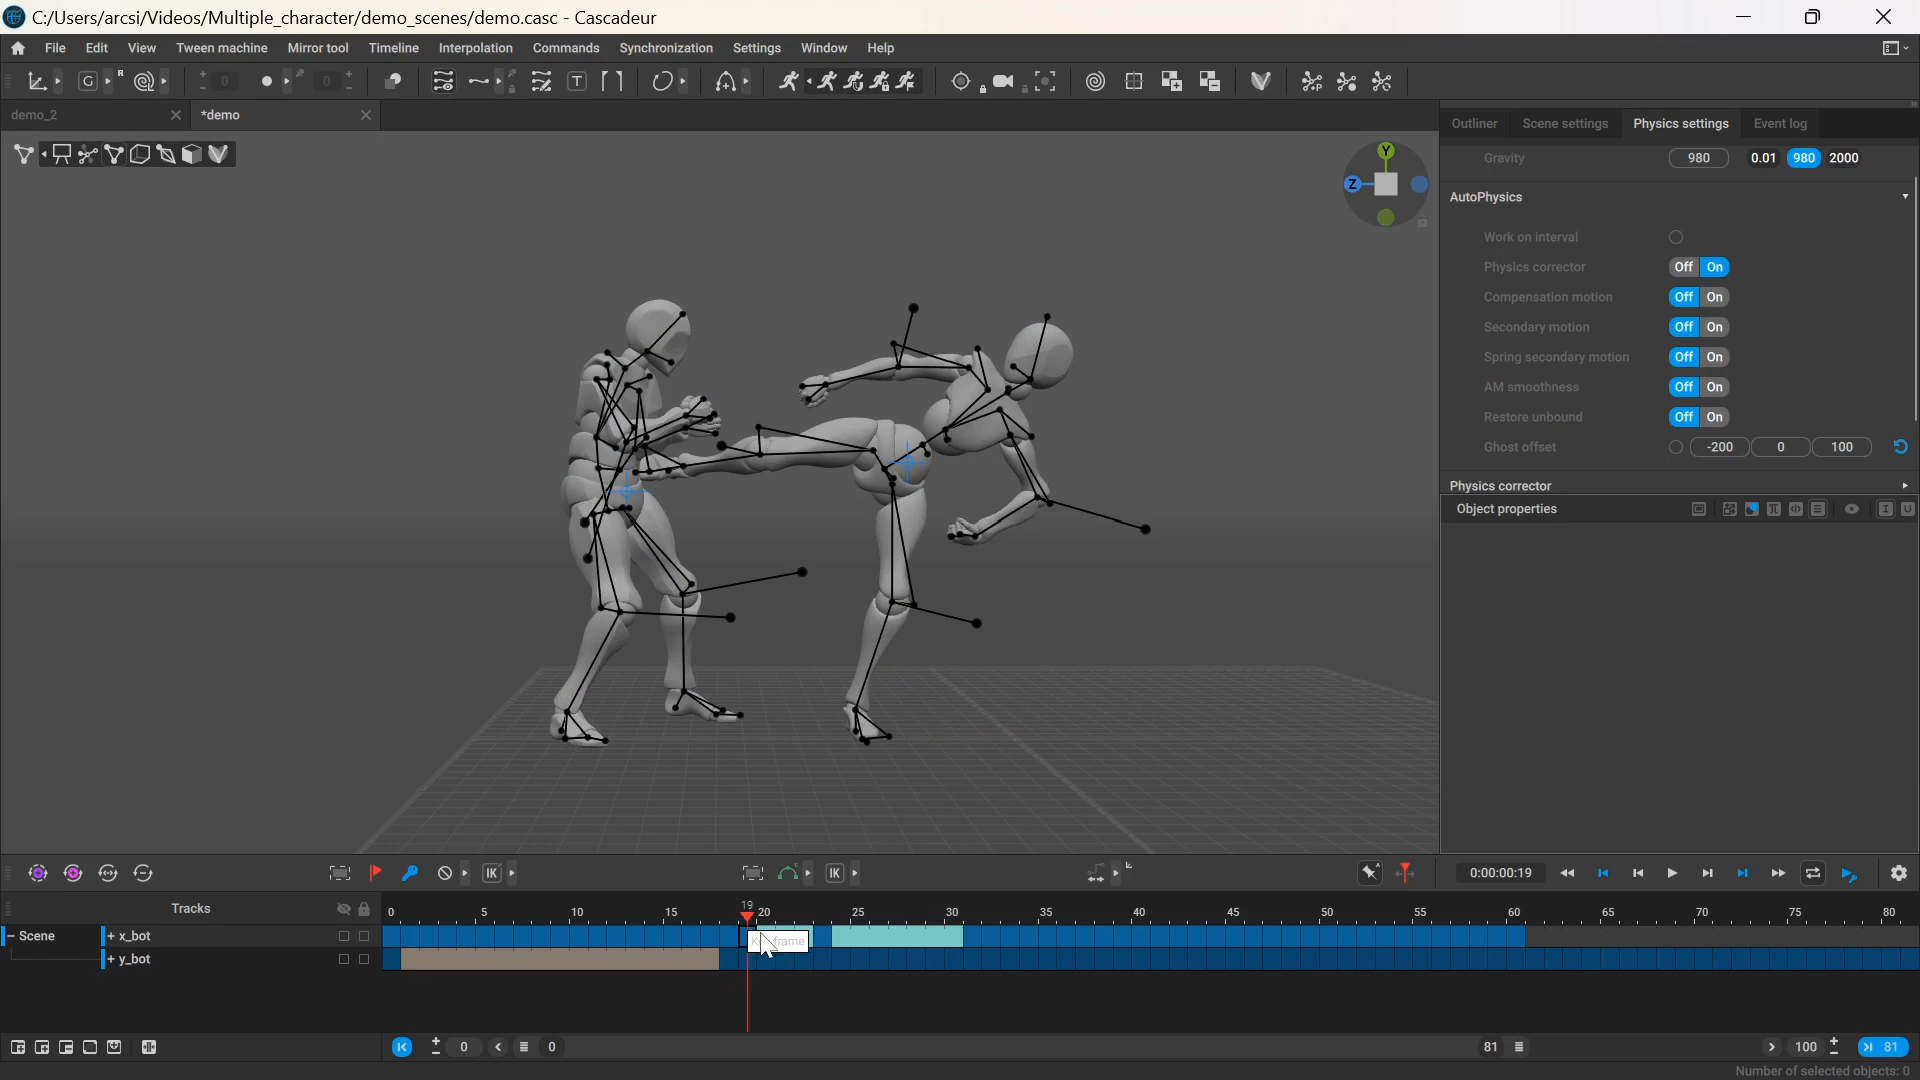 C:/Users/arcsi/Videos/Multiple_character/demo_scenes/demo.casc - Cascadeur
File Edit View Tween machine Mirror tool Timeline Interpolation Commands Synchronization Settings Window Help
G R 0 0 T
demo_2 *demo
Outliner Scene settings Physics settings Event log
Y
Z
Gravity 980 0.01 980 2000
AutoPhysics
Work on interval
Physics corrector Off On
Compensation motion Off On
Secondary motion Off On
Spring secondary motion Off On
AM smoothness Off On
Restore unbound Off On
Ghost offset -200 0 100
Physics corrector
Object properties
IK IK 0:00:00:19
Tracks 0 5 10 15 19 20 25 30 35 40 45 50 55 60 65 70 75 80
Scene + x_bot
+ y_bot
0 0 81 100 81
Number of selected objects: 0